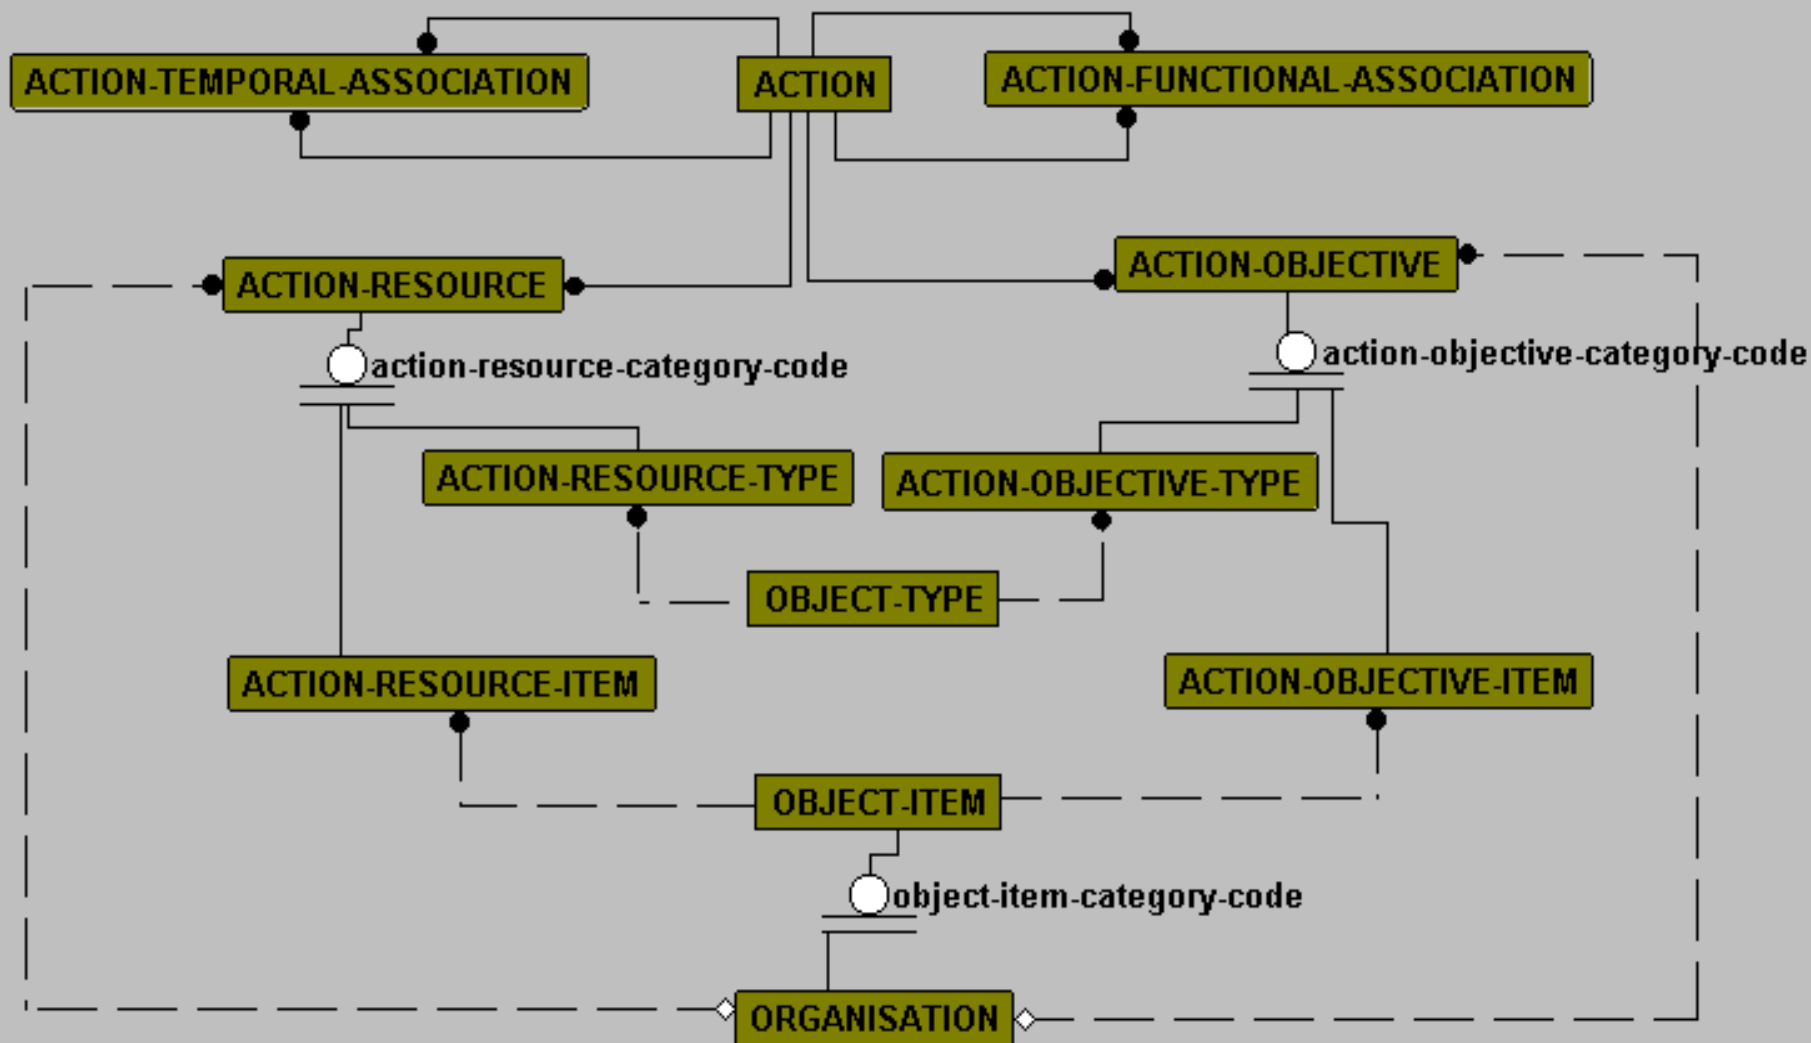 ACTION-TEMPORAL-ASSOCIATION
ACTION
ACTION-FUNCTIONAL-ASSOCIATION
ACTION-RESOURCE
ACTION-OBJECTIVE
action-resource-category-code
action-objective-category-code
ACTION-RESOURCE-TYPE
ACTION-OBJECTIVE-TYPE
OBJECT-TYPE
ACTION-RESOURCE-ITEM
ACTION-OBJECTIVE-ITEM
OBJECT-ITEM
object-item-category-code
ORGANISATION